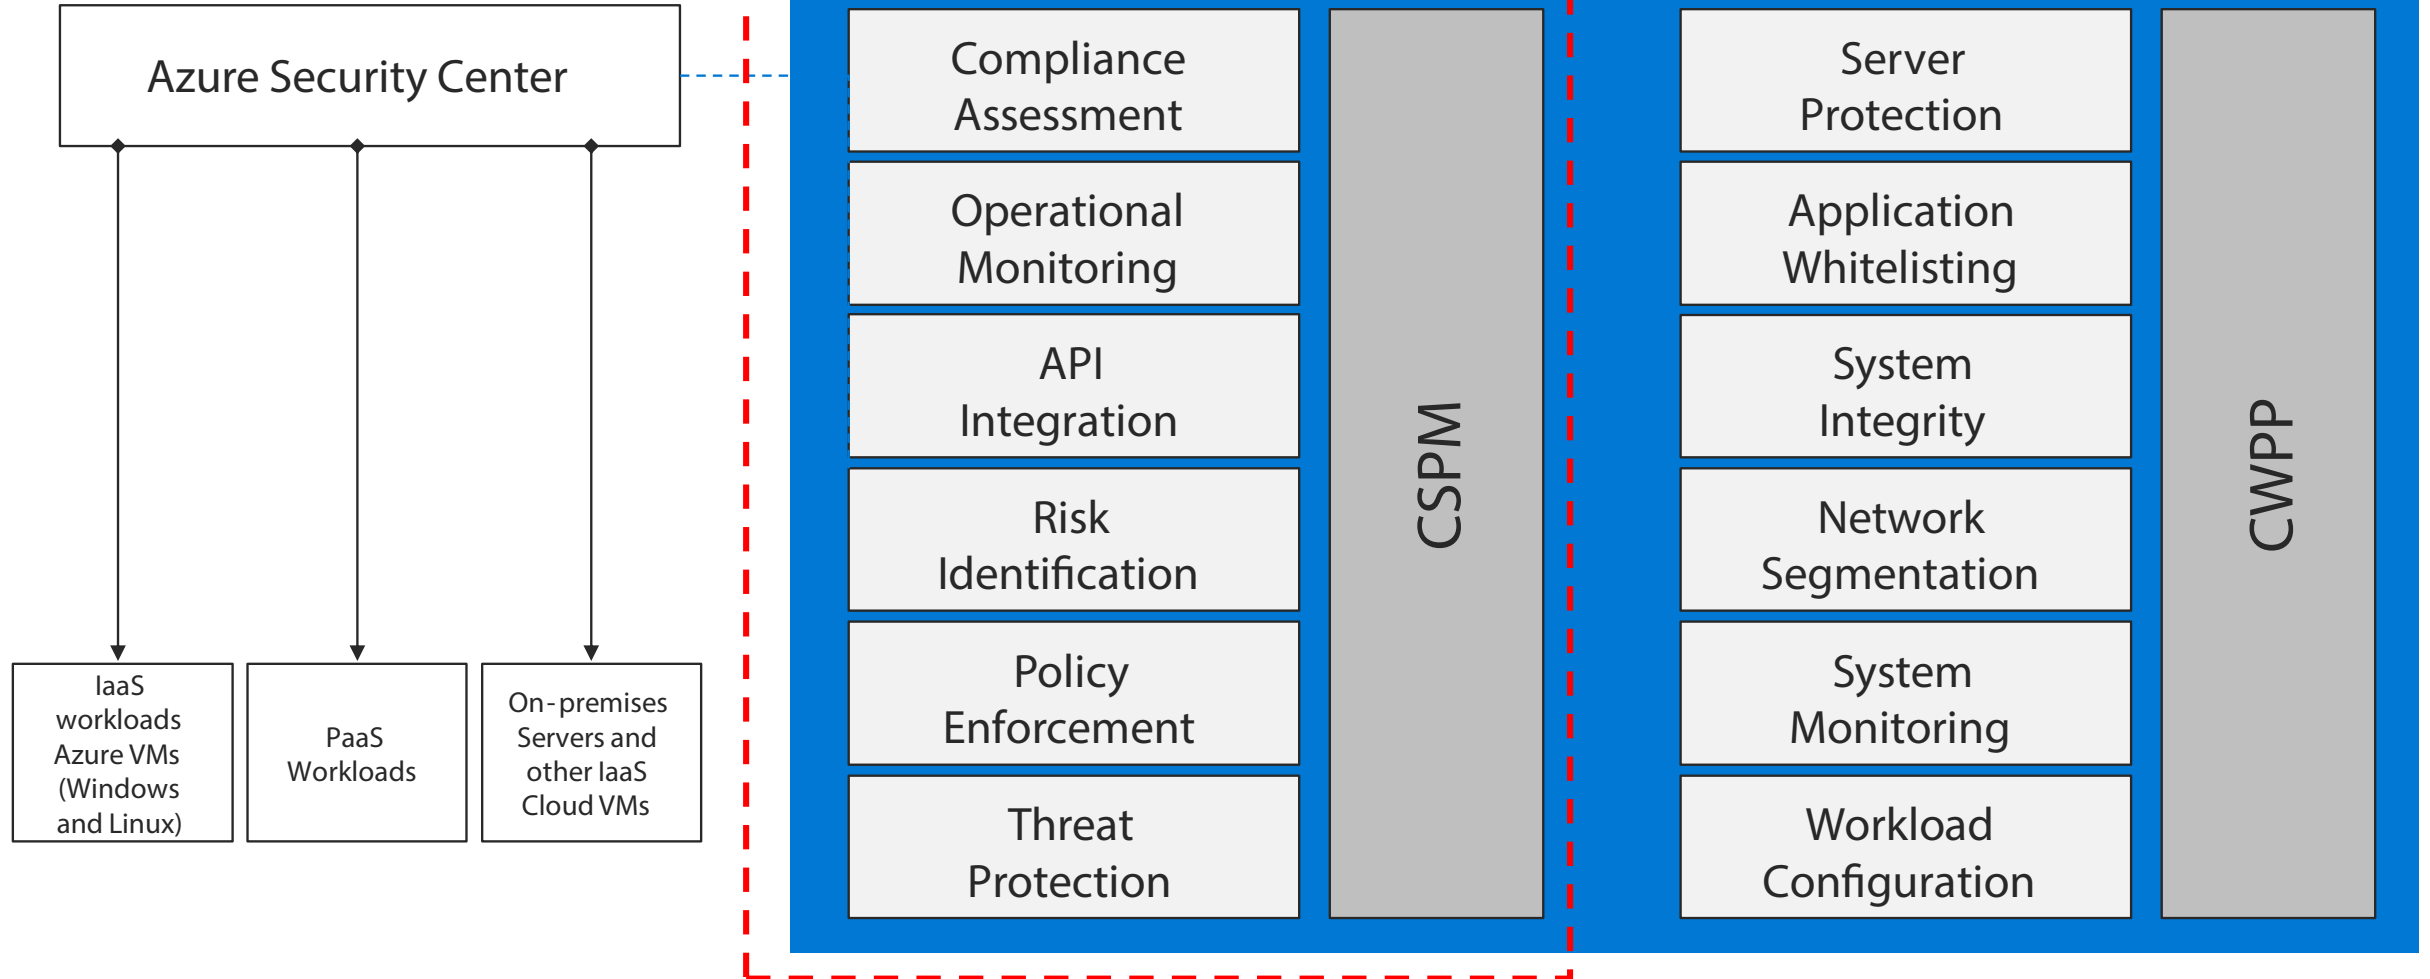 Azure Security Center
IaaS
workloads
Azure VMs
(Windows
and Linux)
PaaS
Workloads
On-premises
Servers and
other IaaS
Cloud VMs
Compliance
Assessment
Operational
Monitoring
API
Integration
Risk
Identification
Policy
Enforcement
Threat
Protection
CSPM
Server
Protection
Application
Whitelisting
System
Integrity
Network
Segmentation
System
Monitoring
Workload
Configuration
CWPP